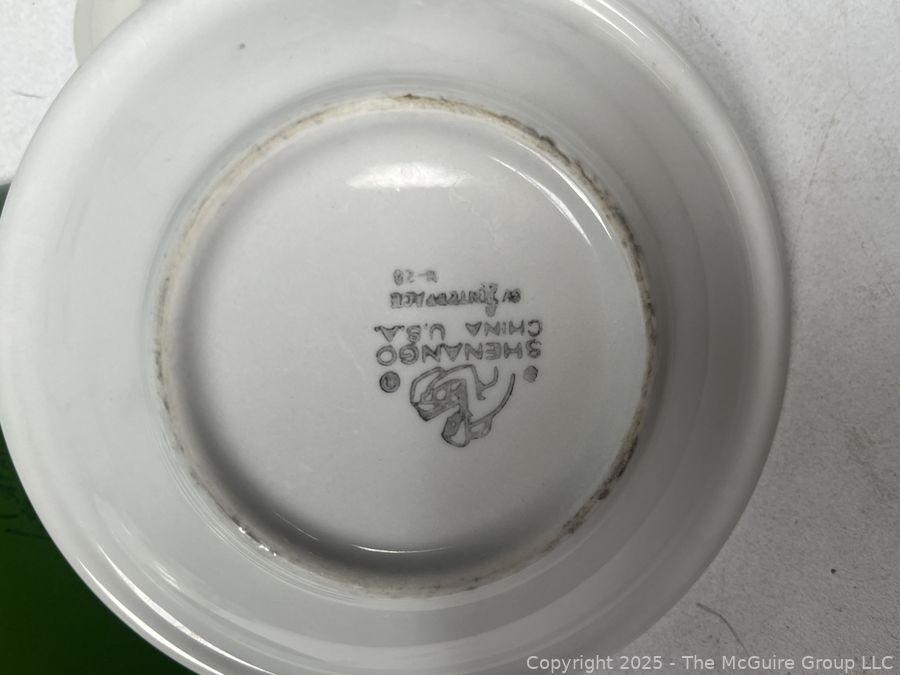 SHENANGO
CHINA U.S.A.
BY INTERPACE
Copyright © 2025 - The McGuire Group LLC